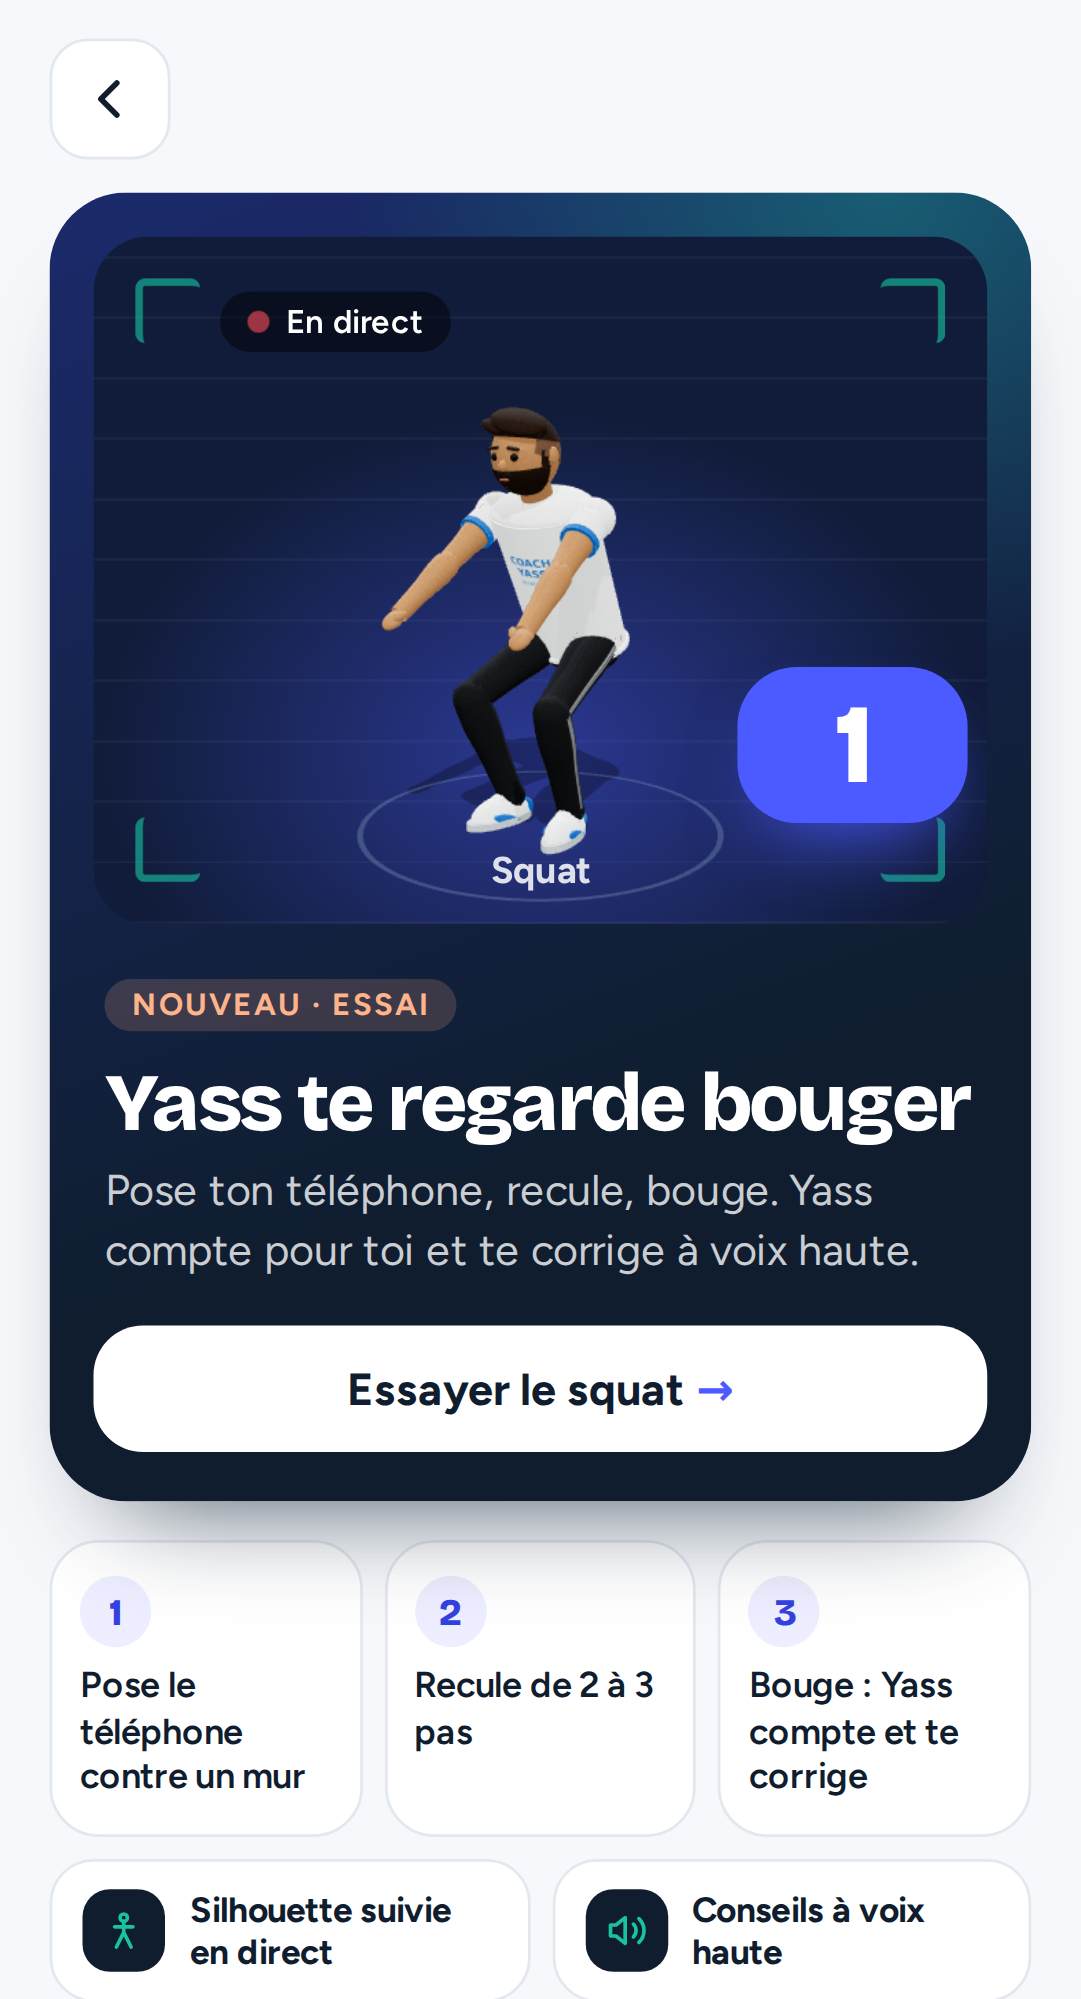 En direct
COACH
YASS
1
Squat
NOUVEAU · ESSAI
Yass te regarde bouger
Pose ton téléphone, recule, bouge. Yass
compte pour toi et te corrige à voix haute.
Essayer le squat →
1
Pose le
téléphone
contre un mur
2
Recule de 2 à 3
pas
3
Bouge : Yass
compte et te
corrige
Silhouette suivie
en direct
Conseils à voix
haute